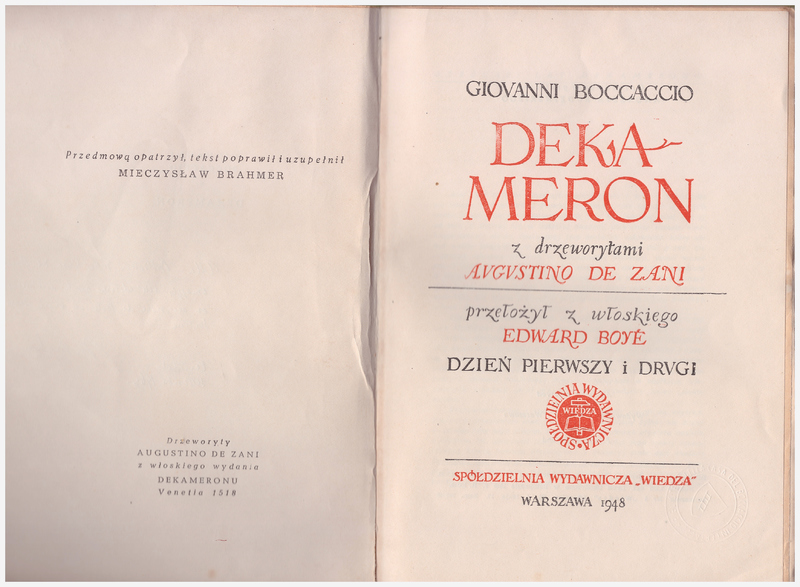 Przedmową opatrzył, tekst poprawił i uzupełnił
MIECZYSŁAW BRAHMER
Drzeworyty
AUGUSTINO DE ZANI
z włoskiego wydania
DEKAMERONU
Venetia 1518
GIOVANNI BOCCACCIO
DEKA-
MERON
z drzeworytami
AVGVSTINO DE ZANI
przełożył z włoskiego
EDWARD BOYÉ
DZIEŃ PIERWSZY i DRVGI
SPÓŁDZIELNIA WYDAWNICZA
WIEDZA
SPÓŁDZIELNIA WYDAWNICZA „WIEDZA”
WARSZAWA 1948